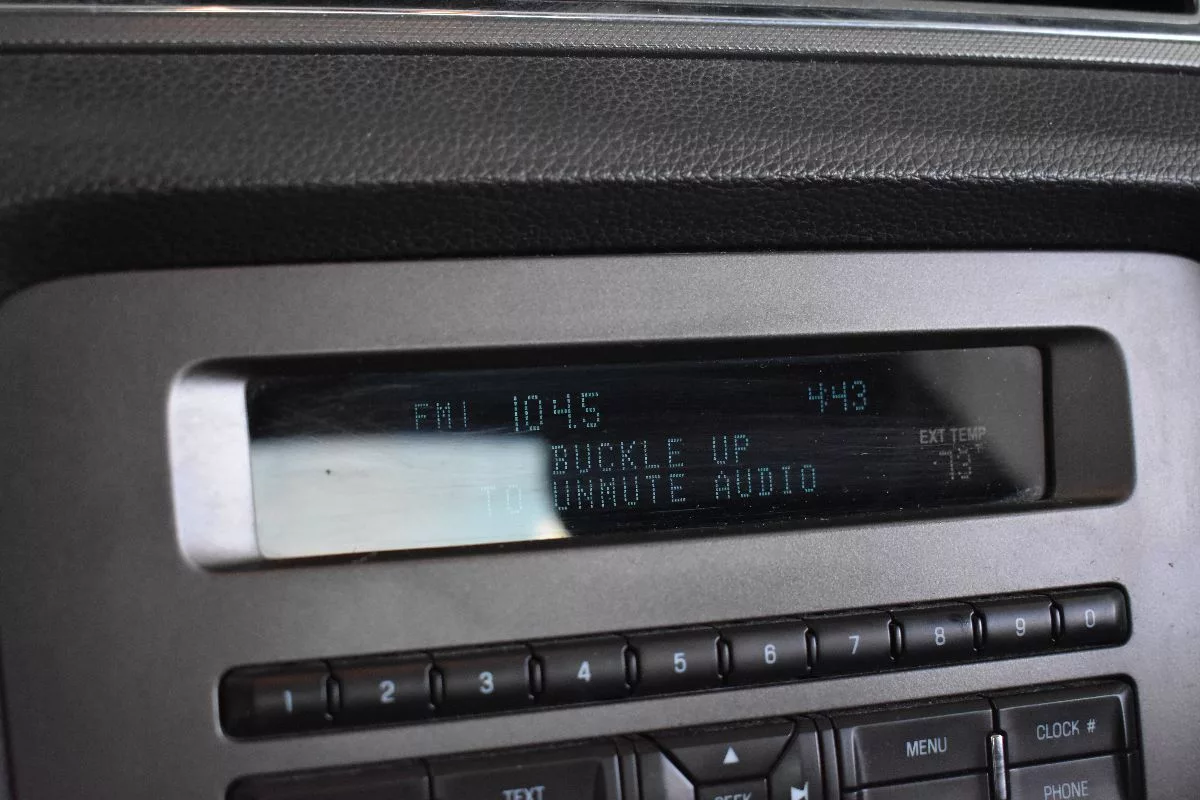 FM1 104.5 4:43
BUCKLE UP
TO UNMUTE AUDIO
EXT TEMP
73°
1 2 3 4 5 6 7 8 9 0
TEXT
SEEK
MENU
CLOCK #
PHONE